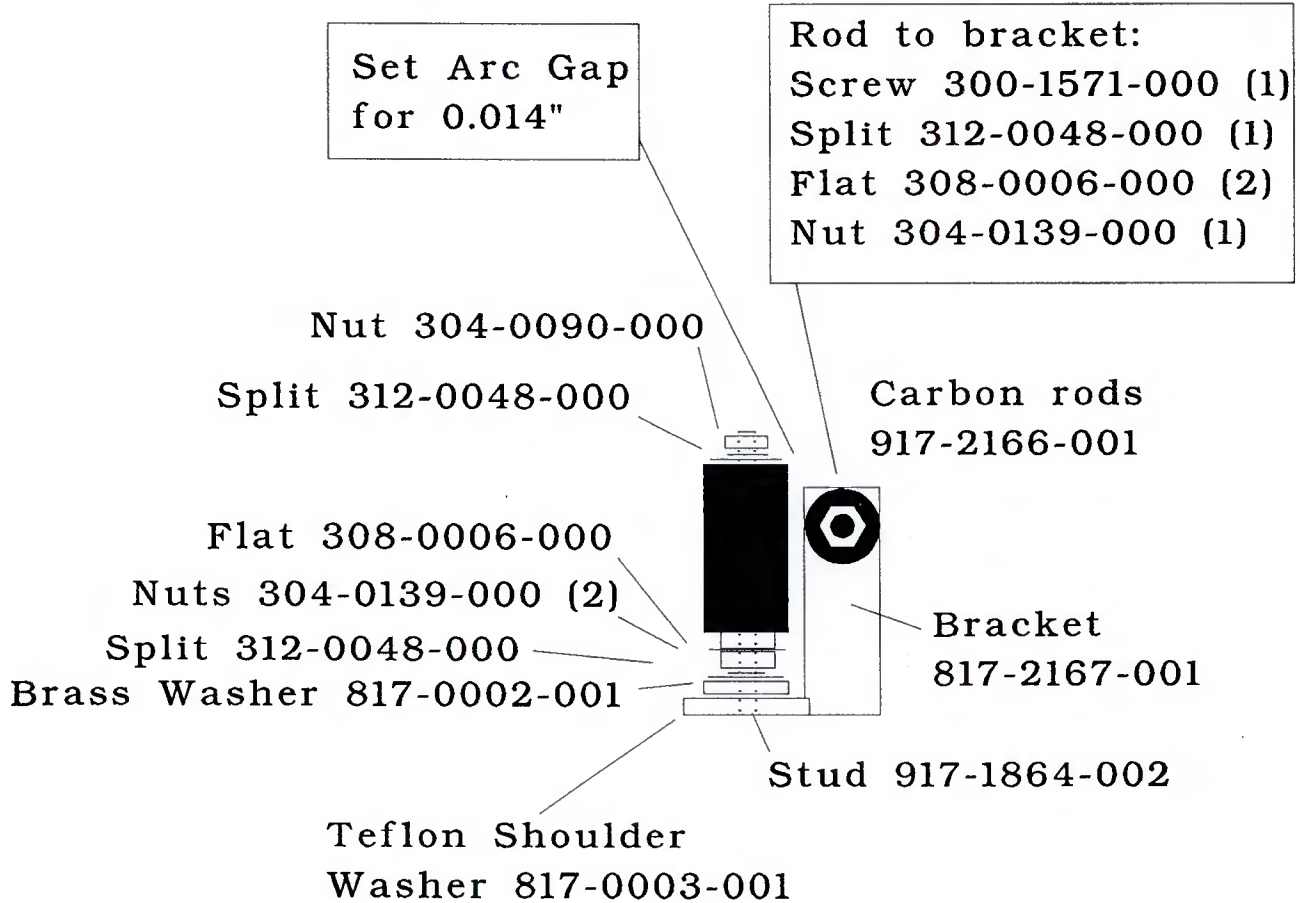 Set Arc Gap
for 0.014"
Rod to bracket:
Screw 300-1571-000 (1)
Split 312-0048-000 (1)
Flat 308-0006-000 (2)
Nut 304-0139-000 (1)
Nut 304-0090-000
Split 312-0048-000
Carbon rods
917-2166-001
Flat 308-0006-000
Nuts 304-0139-000 (2)
Split 312-0048-000
Brass Washer 817-0002-001
Bracket
817-2167-001
Stud 917-1864-002
Teflon Shoulder
Washer 817-0003-001